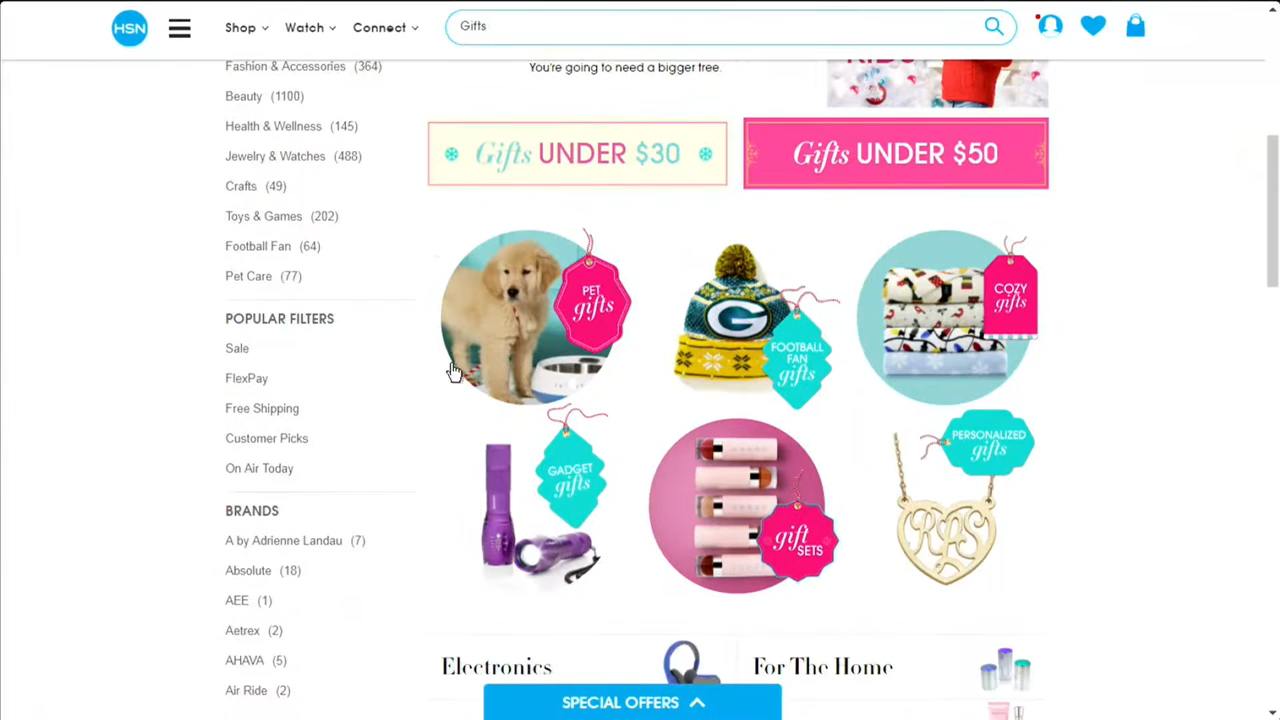 HSN
Shop
Watch
Connect
Gifts
Fashion & Accessories (364)
Beauty (1100)
Health & Wellness (145)
Jewelry & Watches (488)
Crafts (49)
Toys & Games (202)
Football Fan (64)
Pet Care (77)
POPULAR FILTERS
Sale
FlexPay
Free Shipping
Customer Picks
On Air Today
BRANDS
A by Adrienne Landau (7)
Absolute (18)
AEE (1)
Aetrex (2)
AHAVA (5)
Air Ride (2)
You're going to need a bigger tree.
KIDS
Gifts UNDER $30
Gifts UNDER $50
PET
gifts
G
FOOTBALL
FAN
gifts
COZY
gifts
GADGET
gifts
gift
SETS
PERSONALIZED
gifts
Electronics
For The Home
SPECIAL OFFERS